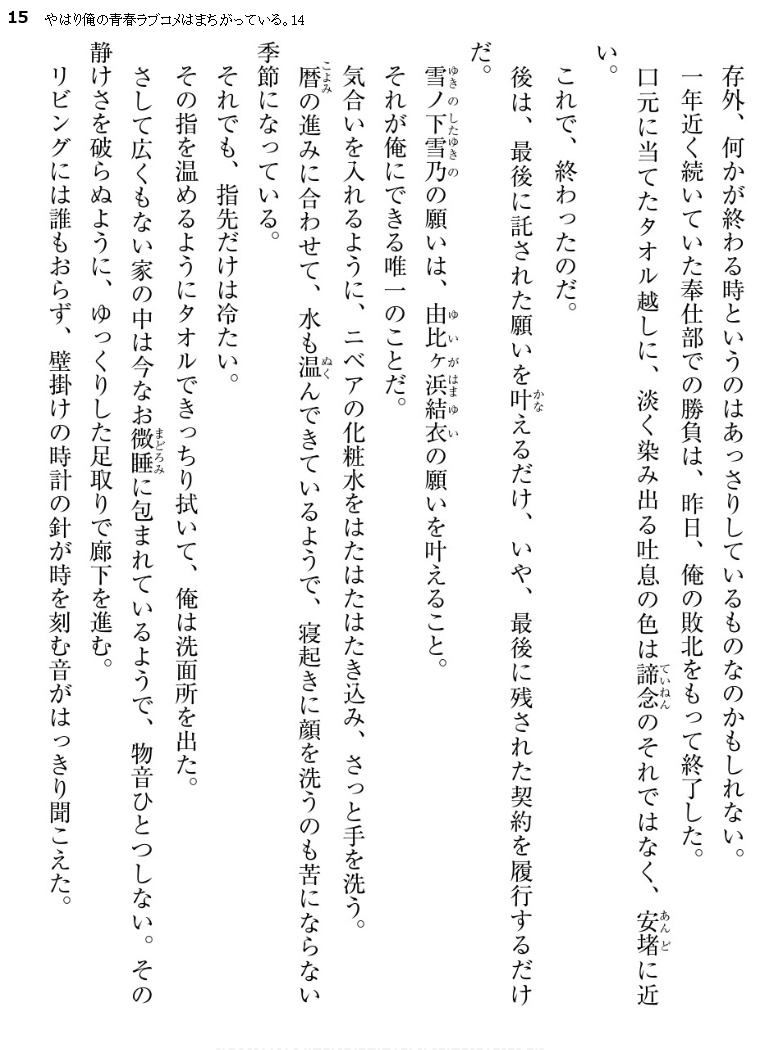 15 やはり俺の青春ラブコメはまちがっている。14
存外、何かが終わる時というのはあっさりしているものなのかもしれない。
一年近く続いていた奉仕部での勝負は、昨日、俺の敗北をもって終了した。
口元に当てたタオル越しに、淡く染み出る吐息の色は諦念のそれではなく、安堵に近
い。
これで、終わったのだ。
後は、最後に託された願いを叶えるだけ、いや、最後に残された契約を履行するだけ
だ。
雪ノ下雪乃の願いは、由比ヶ浜結衣の願いを叶えること。
それが俺にできる唯一のことだ。
気合いを入れるように、ニベアの化粧水をはたはたはたき込み、さっと手を洗う。
暦の進みに合わせて、水も温んできているようで、寝起きに顔を洗うのも苦にならない
季節になっている。
それでも、指先だけは冷たい。
その指を温めるようにタオルできっちり拭いて、俺は洗面所を出た。
さして広くもない家の中は今なお微睡に包まれているようで、物音ひとつしない。その
静けさを破らぬように、ゆっくりした足取りで廊下を進む。
リビングには誰もおらず、壁掛けの時計の針が時を刻む音がはっきり聞こえた。